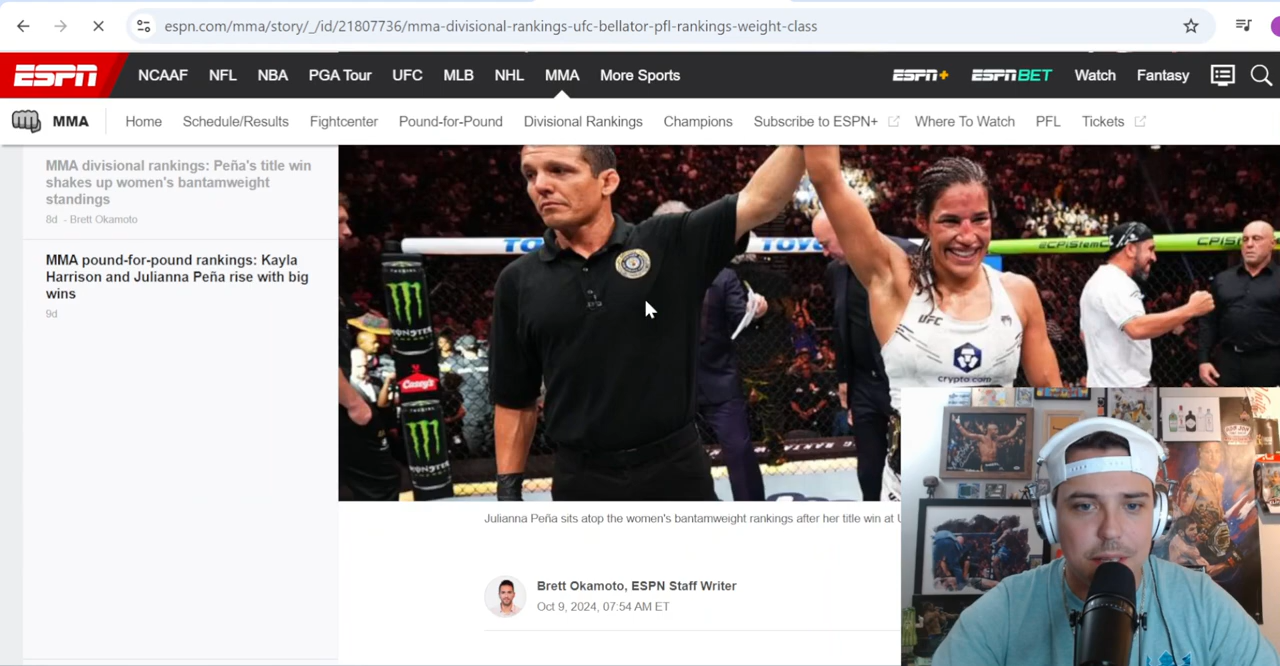 espn.com/mma/story/_/id/21807736/mma-divisional-rankings-ufc-bellator-pfl-rankings-weight-class
ESPN NCAAF NFL NBA PGA Tour UFC MLB NHL MMA More Sports ESPN+ ESPN BET Watch Fantasy
MMA Home Schedule/Results Fightcenter Pound-for-Pound Divisional Rankings Champions Subscribe to ESPN+ Where To Watch PFL Tickets
MMA divisional rankings: Peña's title win
shakes up women's bantamweight
standings
8d - Brett Okamoto
MMA pound-for-pound rankings: Kayla
Harrison and Julianna Peña rise with big
wins
9d
TO
TOYO
MONSTER
Casey's
UFC
crypto.com
Julianna Peña sits atop the women's bantamweight rankings after her title win at U
Brett Okamoto, ESPN Staff Writer
Oct 9, 2024, 07:54 AM ET